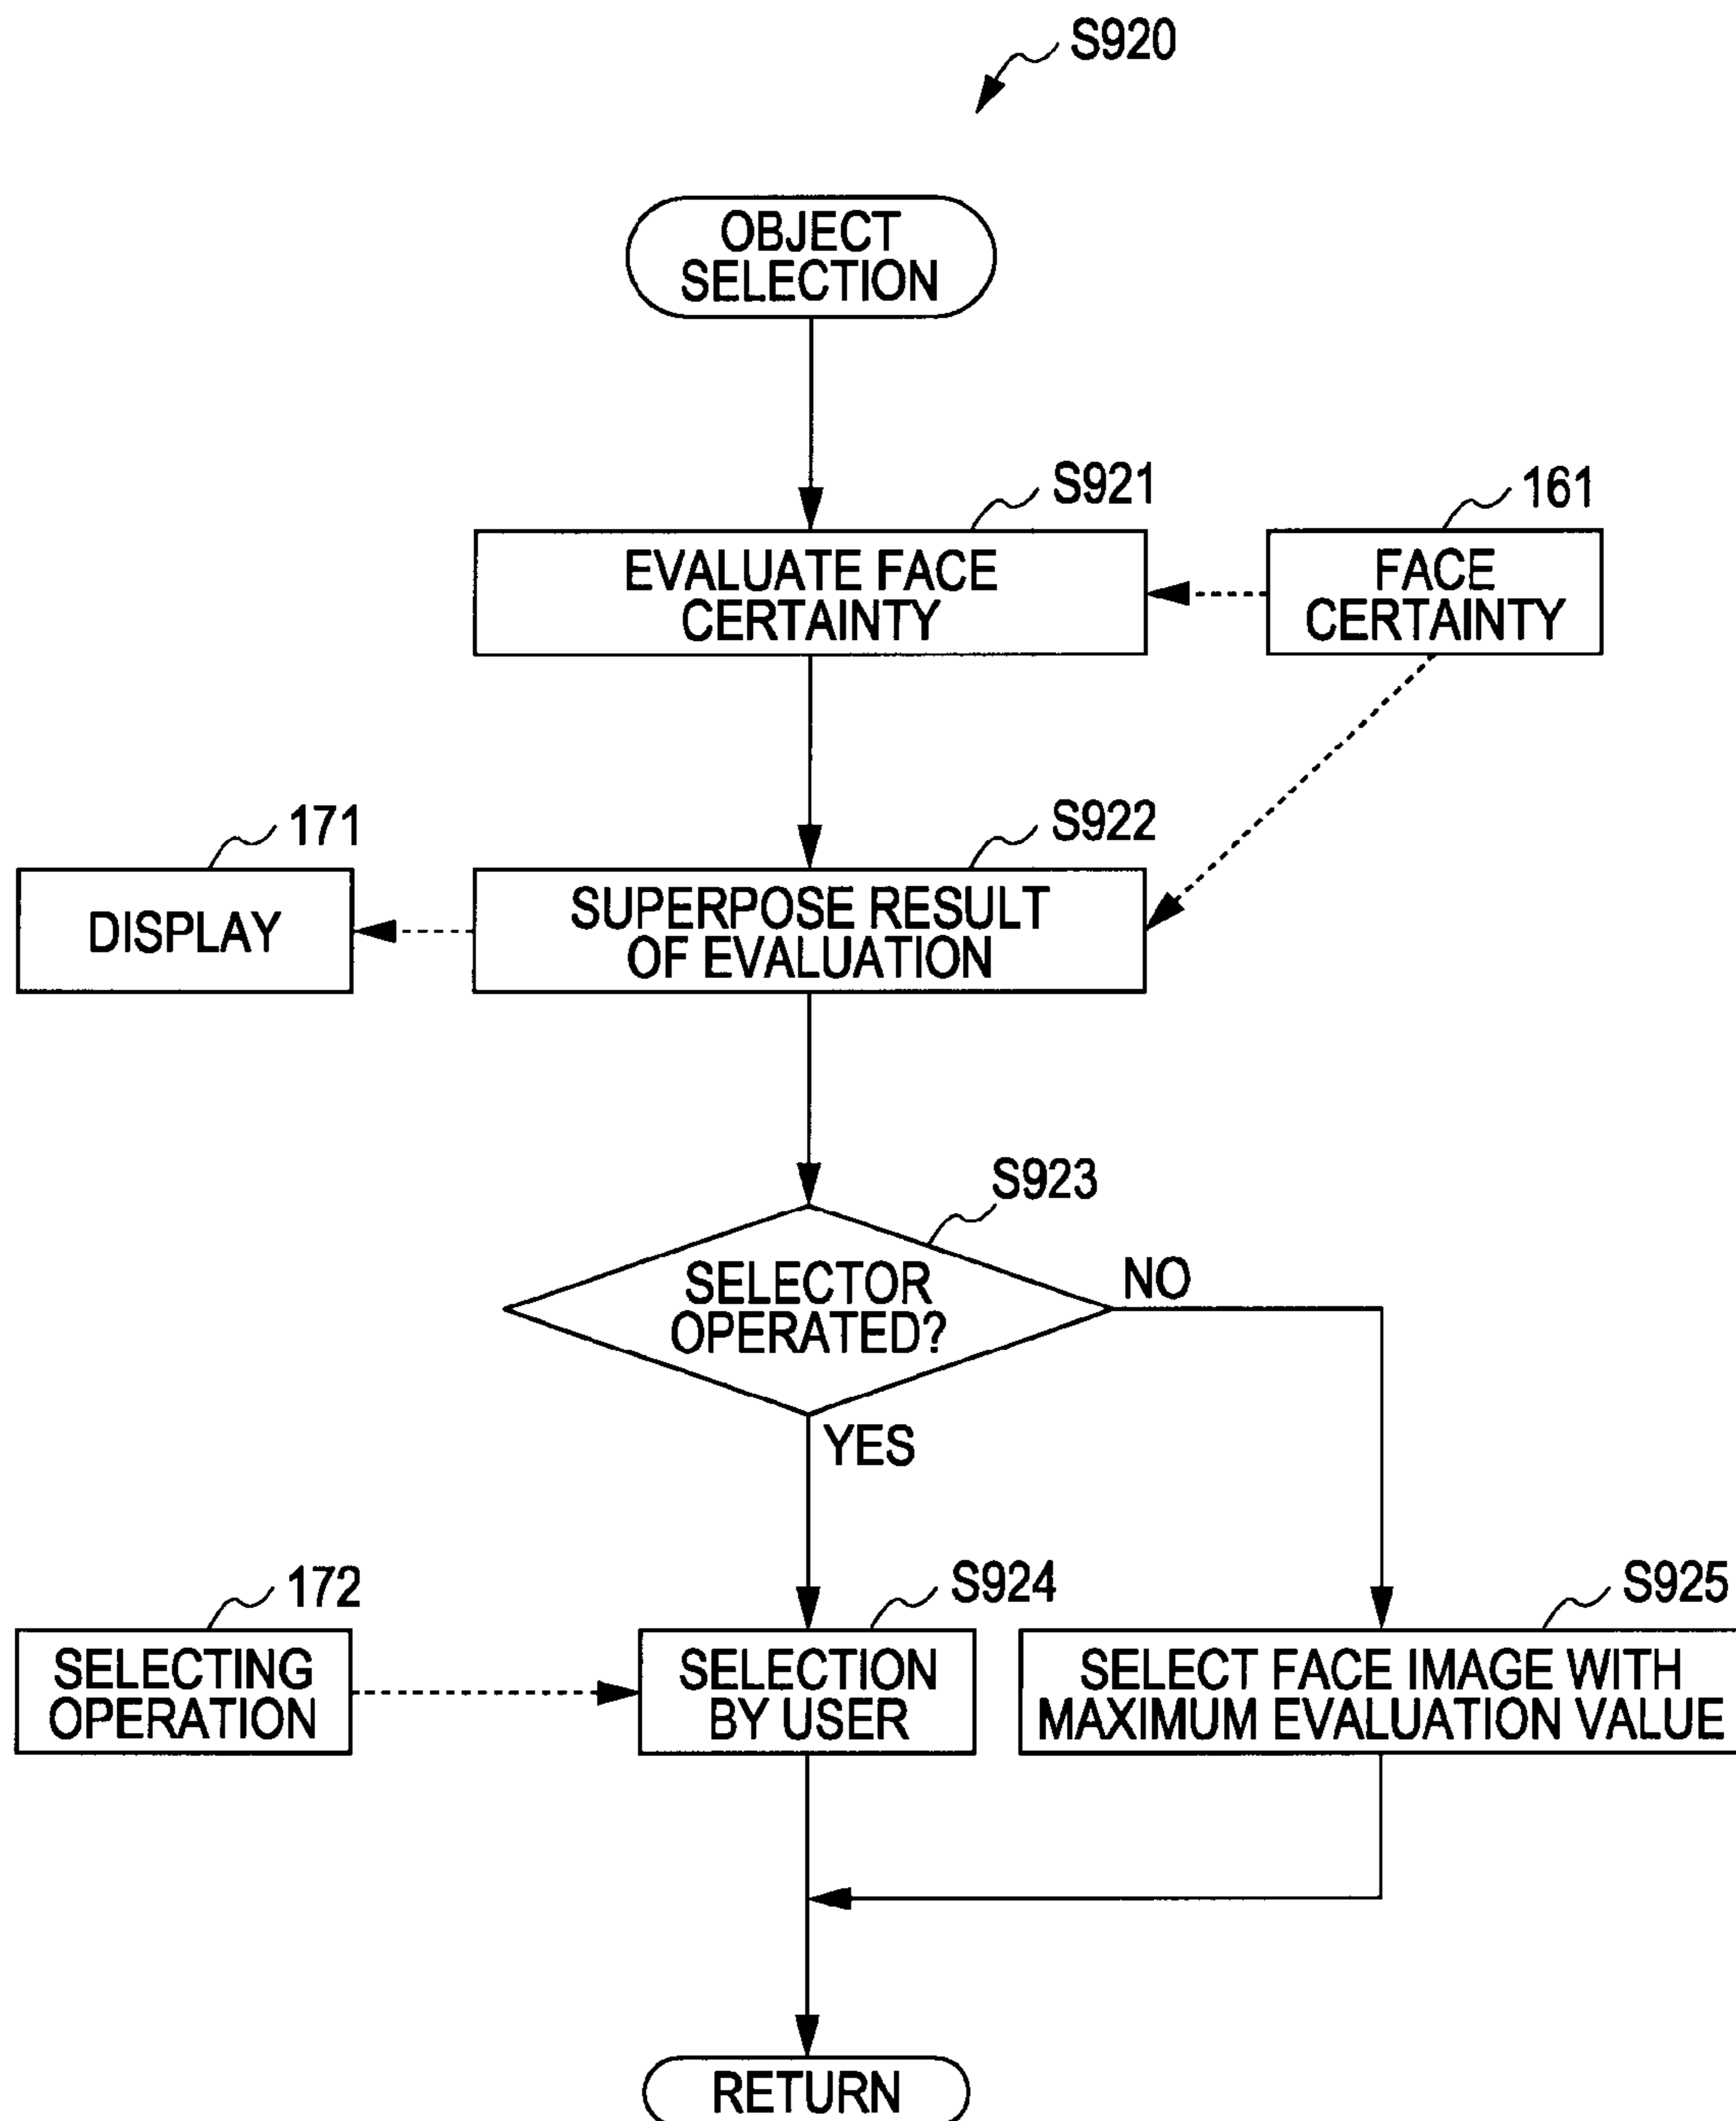 S920
OBJECT
SELECTION
S921
161
EVALUATE FACE
CERTAINTY
FACE
CERTAINTY
171
S922
DISPLAY
SUPERPOSE RESULT
OF EVALUATION
S923
SELECTOR
OPERATED?
NO
YES
172
S924
S925
SELECTING
OPERATION
SELECTION
BY USER
SELECT FACE IMAGE WITH
MAXIMUM EVALUATION VALUE
RETURN